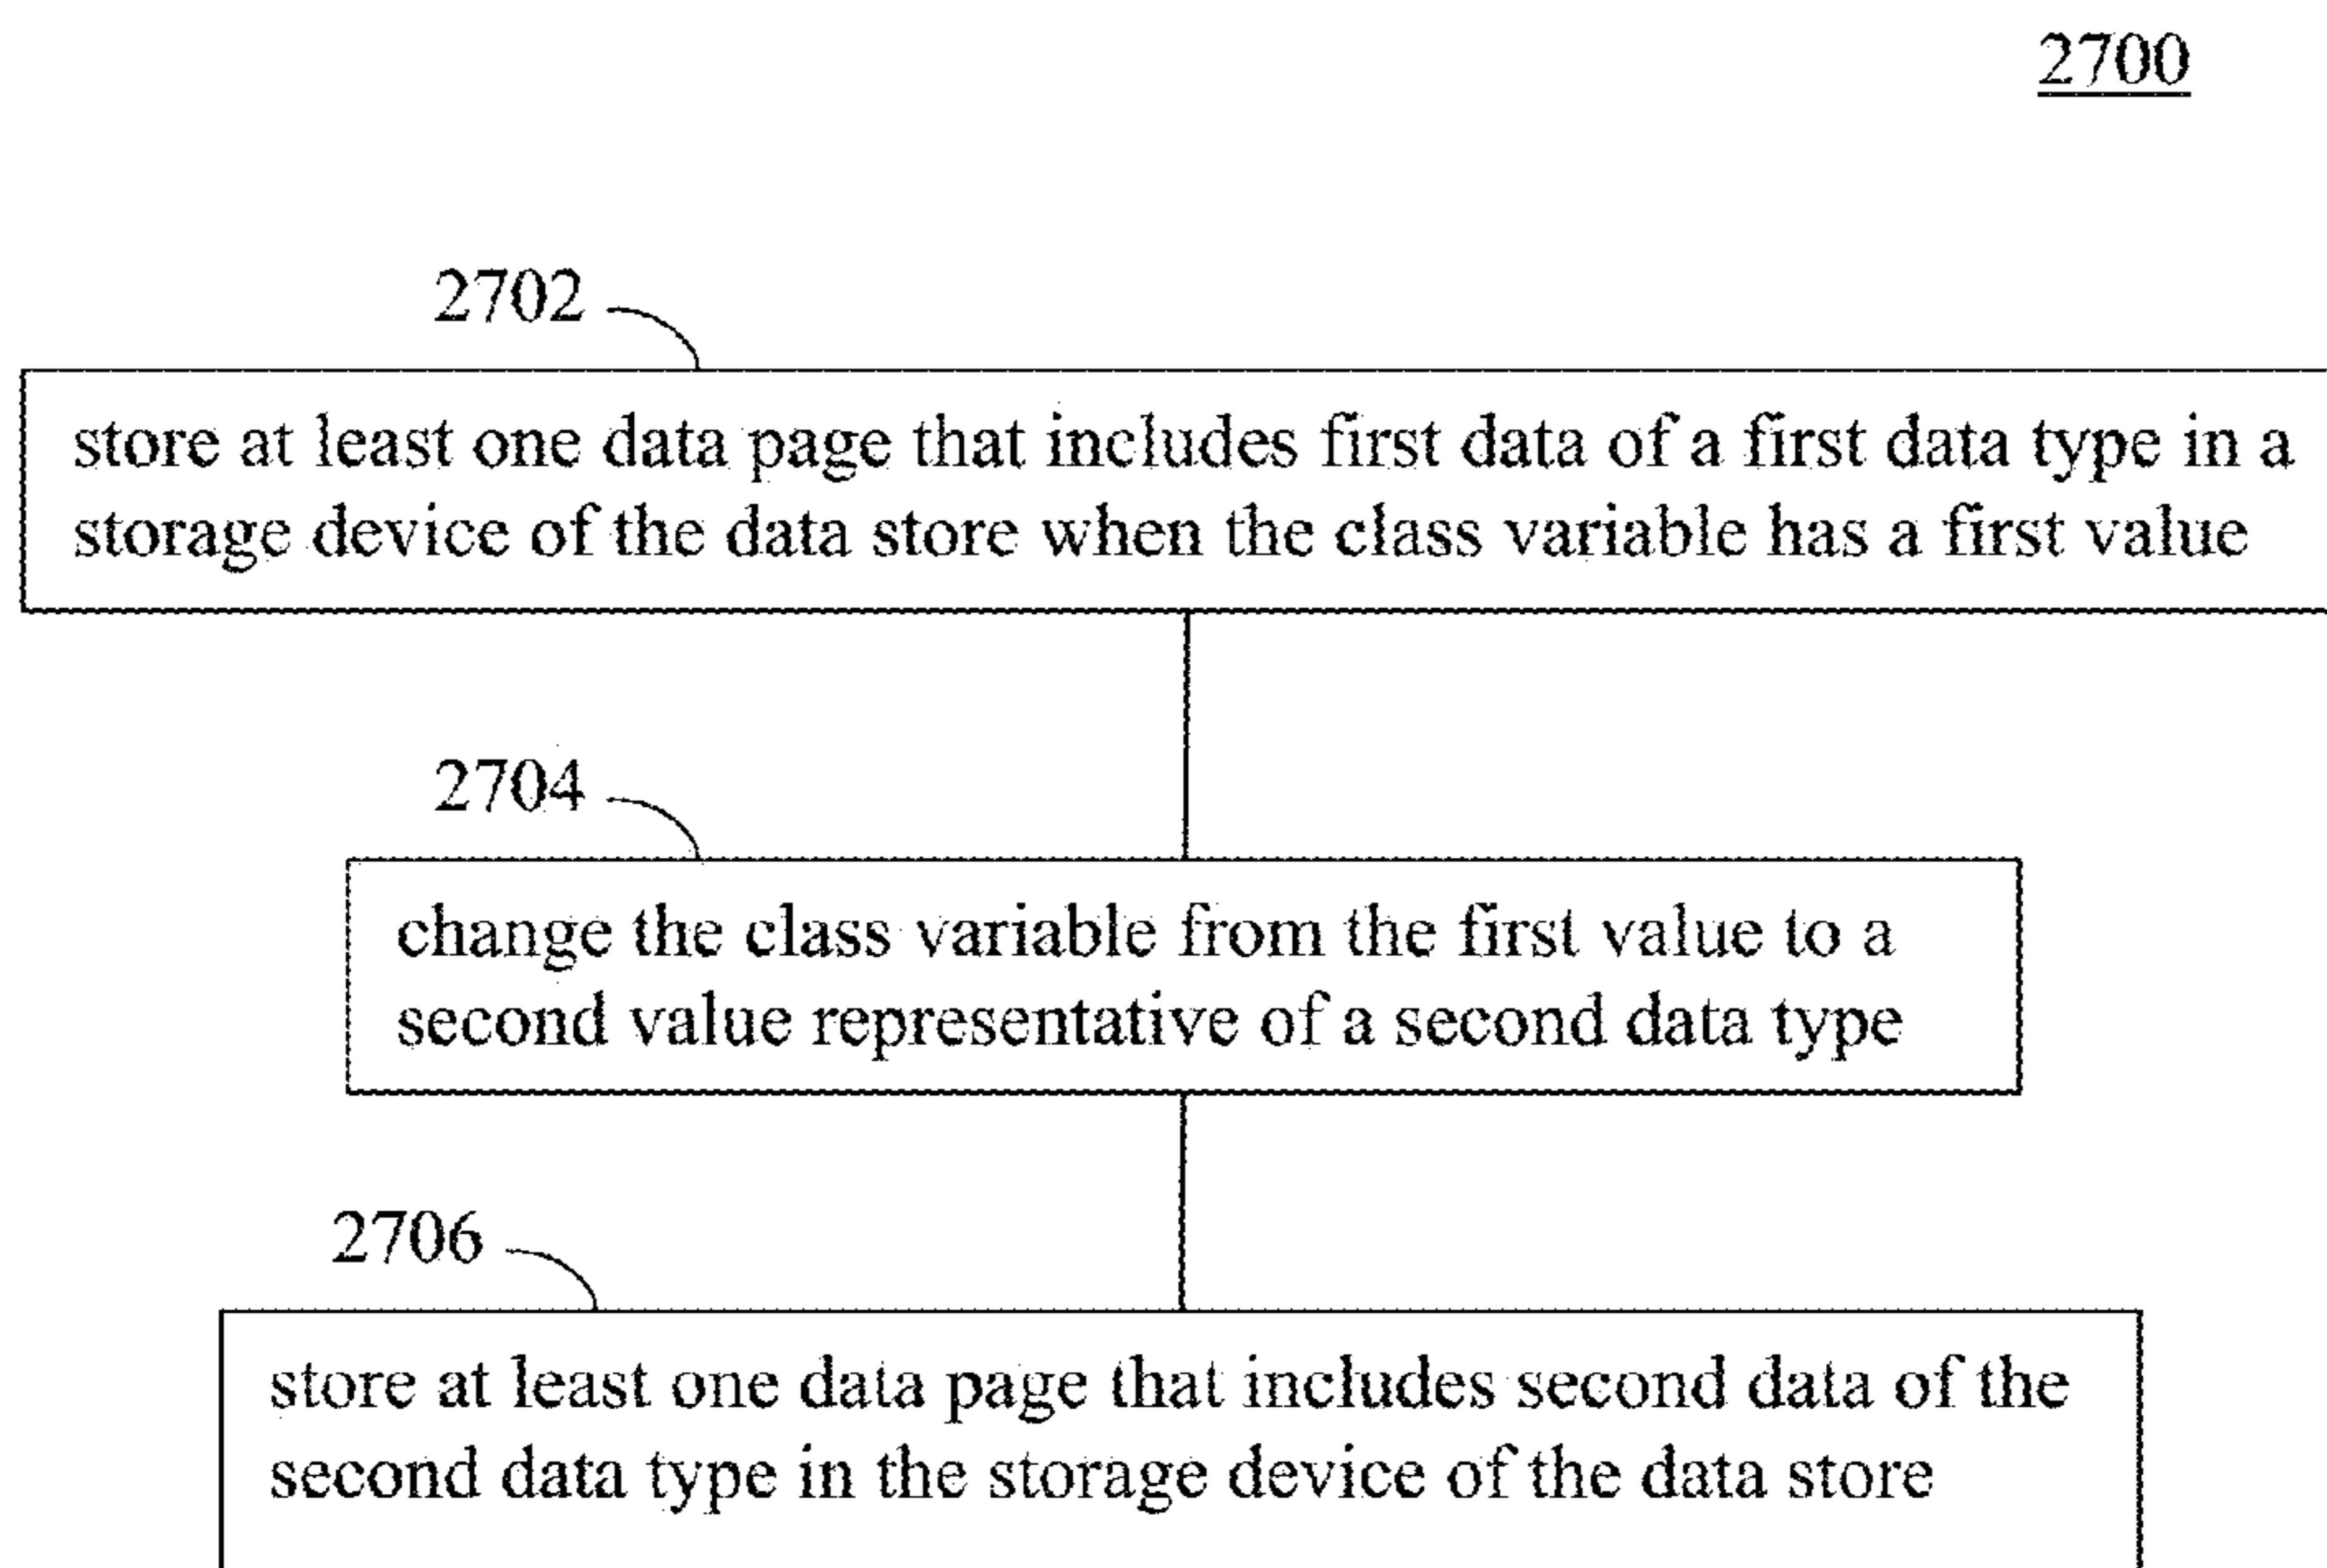 2700
2702
store at least one data page that includes first data of a first data type in a
storage device of the data store when the class variable has a first value
2704
change the class variable from the first value to a
second value representative of a second data type
2706
store at least one data page that includes second data of the
second data type in the storage device of the data store